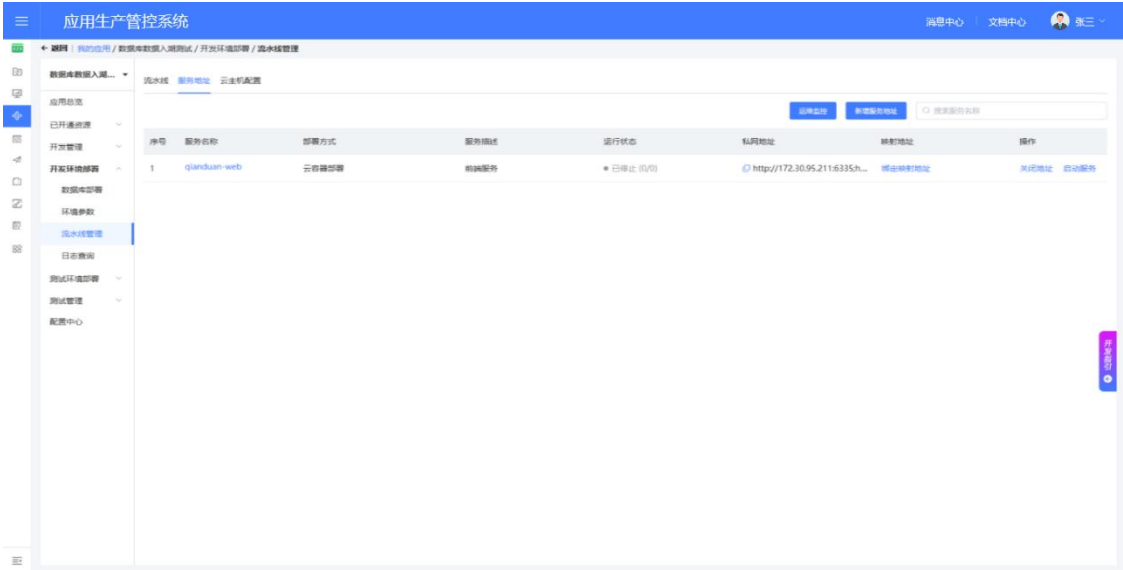 应用生产管控系统
消息中心 文档中心 张三
← 返回 | 我的应用 / 数据库数据入湖测试 / 开发环境部署 / 流水线管理
数据库数据入湖...
流水线 服务地址 云主机配置
应用总览
运维监控 新增服务地址 搜索服务名称
已开通资源
序号 服务名称 部署方式 服务描述 运行状态 私网地址 映射地址 操作
开发管理
1 qianduan-web 云容器部署 前端服务 已停止 (0/0) http://172.30.95.211:6335;h... 绑定映射地址 关闭地址 启动服务
开发环境部署
数据库部署
环境参数
流水线管理
日志查询
测试环境部署
测试管理
配置中心
开发指引